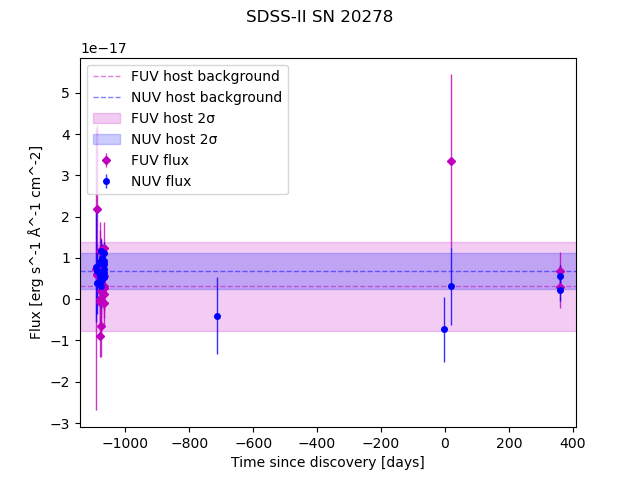 SDSS-II SN 20278
1e−17
FUV host background
NUV host background
FUV host 2σ
NUV host 2σ
FUV flux
NUV flux
5
4
3
2
1
0
−1
−2
−3
Flux [erg s^-1 Å^-1 cm^-2]
−1000
−800
−600
−400
−200
0
200
400
Time since discovery [days]